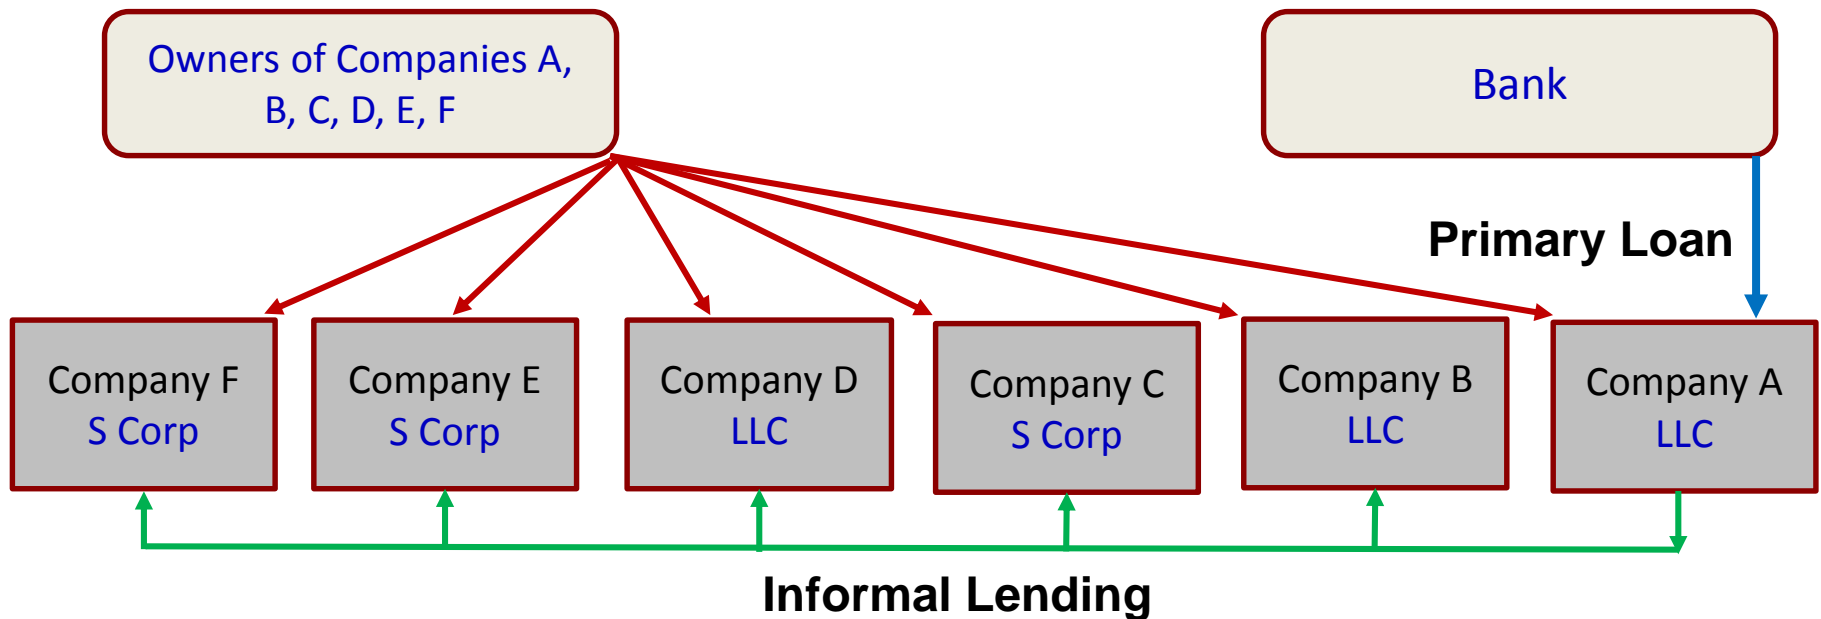 Owners of Companies A,
B, C, D, E, F
Bank
Primary Loan
Company F
S Corp
Company E
S Corp
Company D
LLC
Company C
S Corp
Company B
LLC
Company A
LLC
Informal Lending